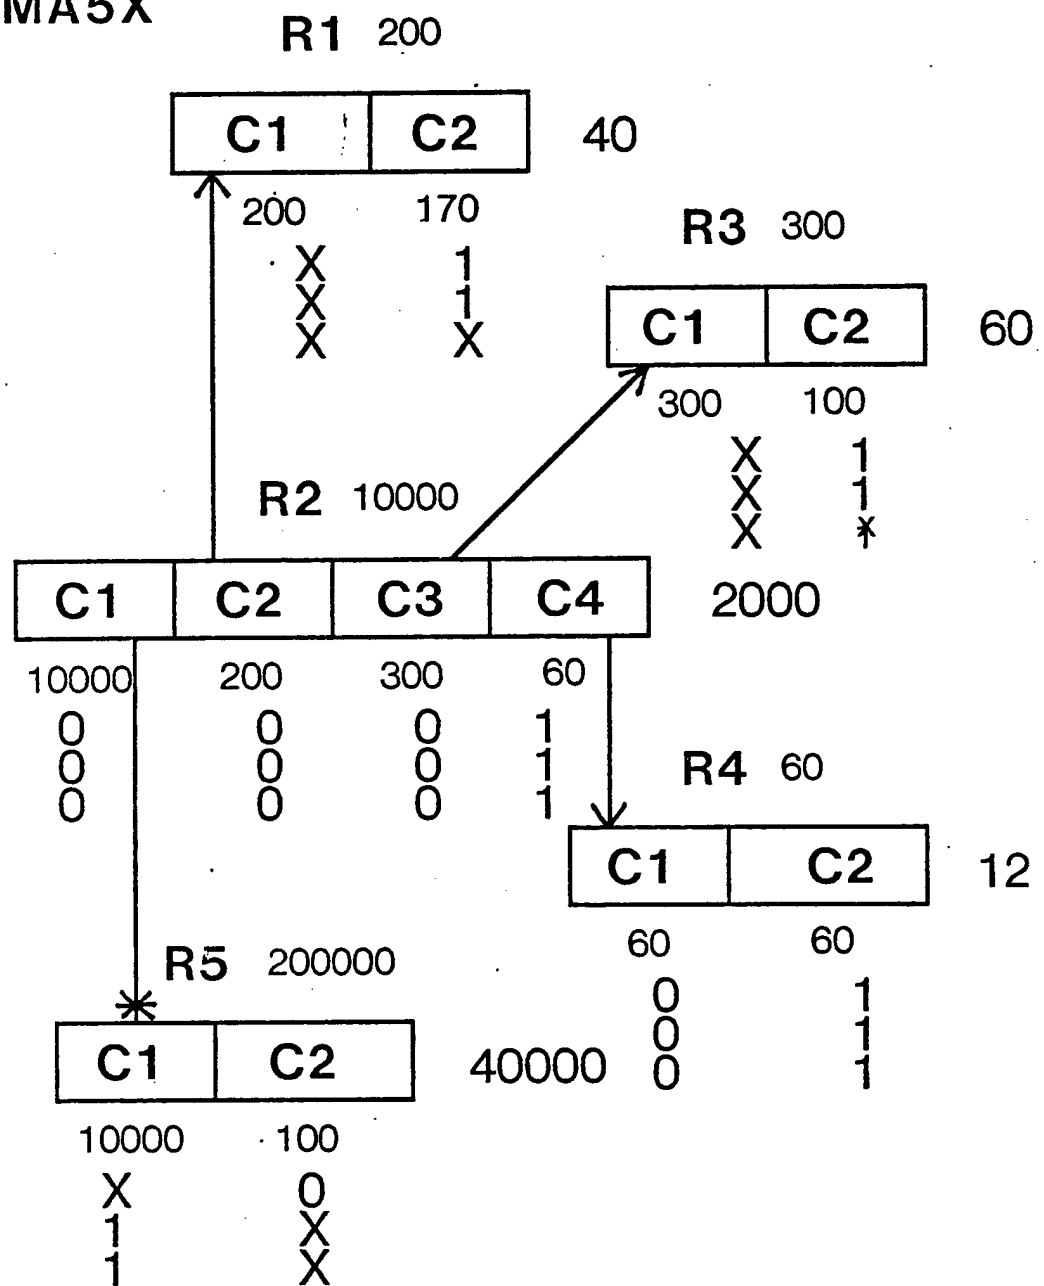 MA5X
R1 200
C1 C2 40
200 170
X 1
X 1
X X
R3 300
C1 C2 60
300 100
X 1
X 1
X *
R2 10000
C1 C2 C3 C4 2000
10000 200 300 60
0 0 0 1
0 0 0 1
0 0 0 1
R4 60
C1 C2 12
60 60
0 1
0 1
0 1
R5 200000
C1 C2 40000
10000 100
X 0
1 X
1 X